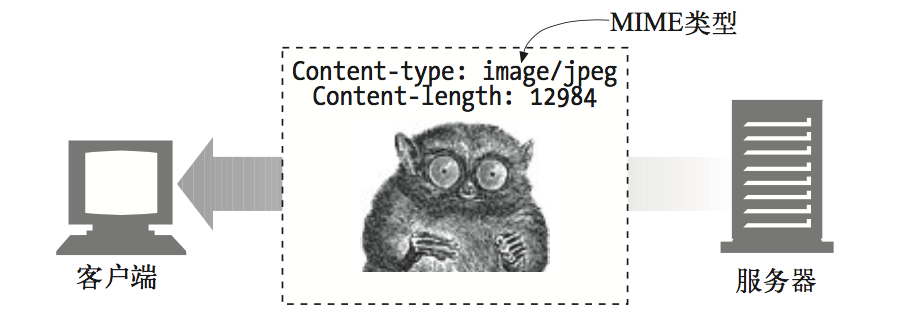 MIME类型
Content-type: image/jpeg
Content-length: 12984
客户端
服务器